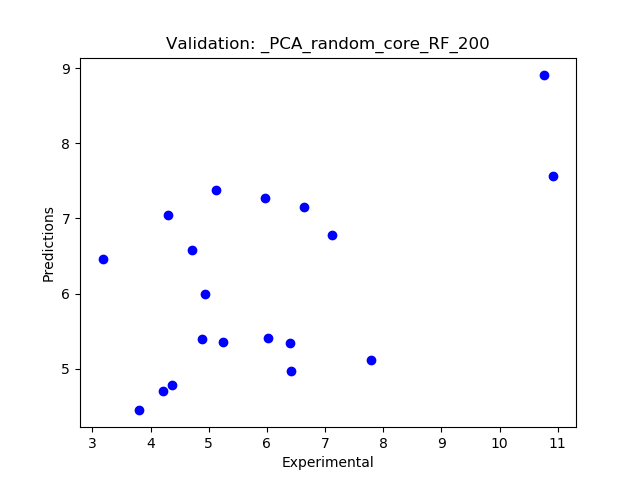 Validation: _PCA_random_core_RF_200
9
8
7
6
5
Predictions
3 4 5 6 7 8 9 10 11
Experimental